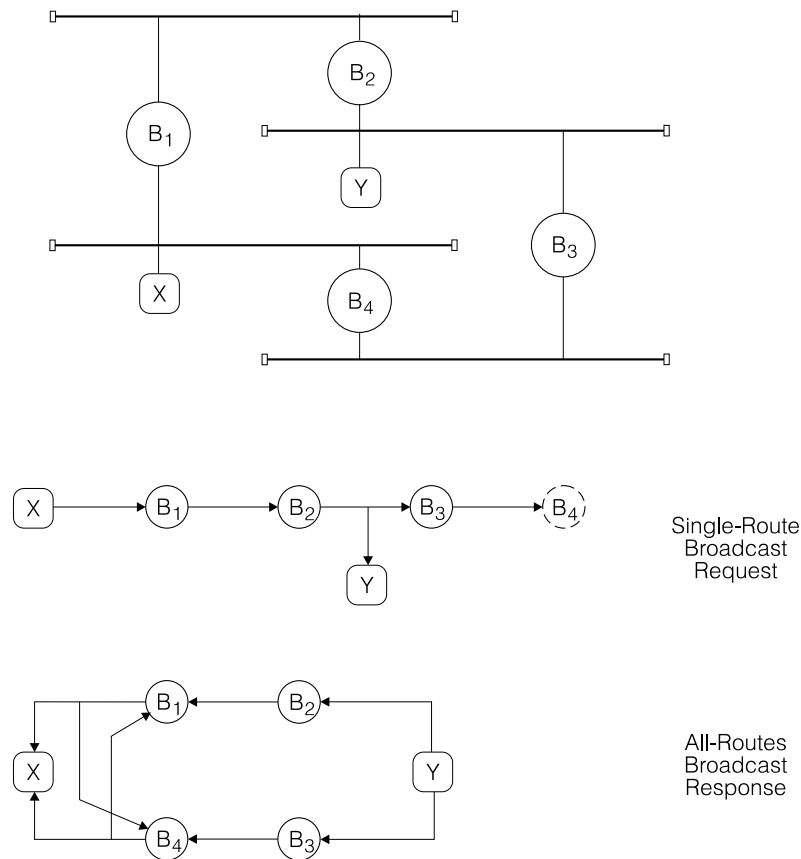 B2
B1
Y
B3
X
B4
X
B1
B2
B3
B4
Single-Route
Broadcast
Request
Y
B1
B2
X
Y
All-Routes
Broadcast
Response
B4
B3